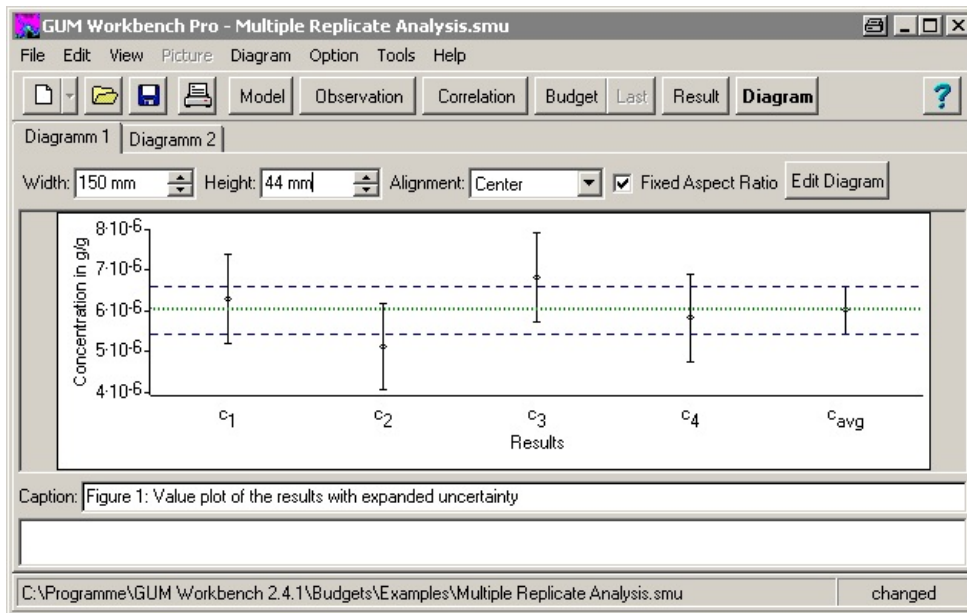 GUM Workbench Pro - Multiple Replicate Analysis.smu
File Edit View Picture Diagram Option Tools Help
Model Observation Correlation Budget Last Result Diagram ?
Diagramm 1 Diagramm 2
Width: 150 mm Height: 44 mm Alignment: Center Fixed Aspect Ratio Edit Diagram
Concentration in g/g
8·10-6
7·10-6
6·10-6
5·10-6
4·10-6
c1 c2 c3 c4 cavg
Results
Caption: Figure 1: Value plot of the results with expanded uncertainty
C:\Programme\GUM Workbench 2.4.1\Budgets\Examples\Multiple Replicate Analysis.smu changed